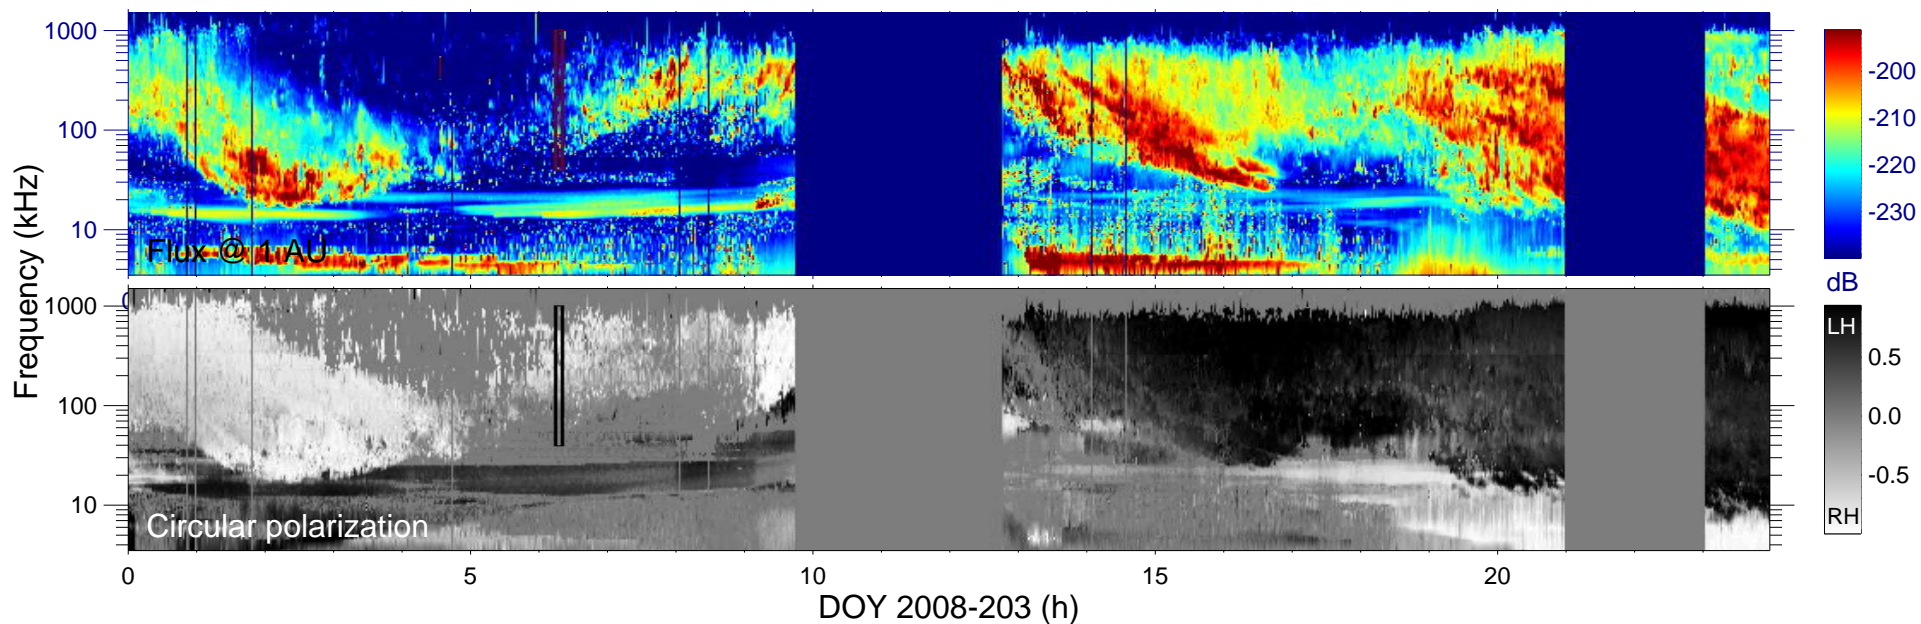 1000
100
10
Flux @ 1 AU
-200
-210
-220
-230
dB
Frequency (kHz)
0
1000
100
10
Circular polarization
LH
0.5
0.0
-0.5
RH
0
5
10
15
20
DOY 2008-203 (h)